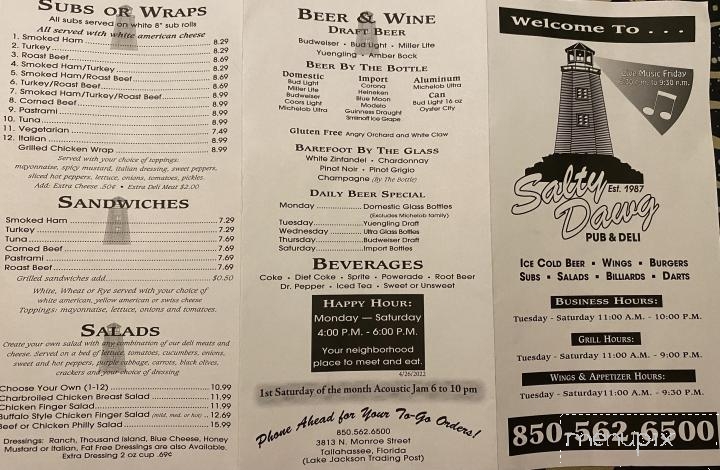 SUBS OR WRAPS
All subs served on white 8" sub rolls
All served with white american cheese
1. Smoked Ham 8.29
2. Turkey 8.29
3. Roast Beef 8.69
4. Smoked Ham/Turkey 8.29
5. Smoked Ham/Roast Beef 8.69
6. Turkey/Roast Beef 8.69
7. Smoked Ham/Turkey/Roast Beef 8.99
8. Corned Beef 8.99
9. Pastrami 8.99
10. Tuna 8.99
11. Vegetarian 7.49
12. Italian 8.99
Grilled Chicken Wrap 8.99
Served with your choice of toppings:
mayonnaise, spicy mustard, italian dressing, sweet peppers,
sliced hot peppers, lettuce, onions, tomatoes, pickles.
Add: Extra Cheese .50¢ • Extra Deli Meat $2.00
SANDWICHES
Smoked Ham 7.29
Turkey 7.29
Tuna 7.69
Corned Beef 7.69
Pastrami 7.69
Roast Beef 7.69
Grilled sandwiches add $0.50
White, Wheat or Rye served with your choice of
white american, yellow american or swiss cheese
Toppings: mayonnaise, lettuce, onions and tomatoes.
SALADS
Create your own salad with any combination of our deli meats and
cheese. Served on a bed of lettuce, tomatoes, cucumbers, onions,
sweet and hot peppers, purple cabbage, carrots, black olives,
crackers and your choice of dressing
Choose Your Own (1-12) 10.99
Charbroiled Chicken Breast Salad 11.99
Chicken Finger Salad 11.99
Buffalo Style Chicken Finger Salad (mild, med, or hot) 12.69
Beef or Chicken Philly Salad 15.99
Dressings: Ranch, Thousand Island, Blue Cheese, Honey
Mustard or Italian, Fat Free Dressings are also Available.
Extra Dressing 2 oz cup .69¢
BEER & WINE
DRAFT BEER
Budweiser • Bud Light • Miller Lite
Yuengling • Amber Bock
BEER BY THE BOTTLE
Domestic
Bud Light
Miller Lite
Budweiser
Coors Light
Michelob Ultra
Import
Corona
Heineken
Blue Moon
Modelo
Guinness Draught
Smirnoff Ice Grape
Aluminum
Michelob Ultra
Can
Bud Light 16 oz
Oyster City
Gluten Free Angry Orchard and White Claw
BAREFOOT BY THE GLASS
White Zinfandel • Chardonnay
Pinot Noir • Pinot Grigio
Champagne (By The Bottle)
DAILY BEER SPECIAL
Monday Domestic Glass Bottles
(Excludes Michelob family)
Tuesday Yuengling Draft
Wednesday Ultra Glass Bottles
Thursday Budweiser Draft
Saturday Import Bottles
BEVERAGES
Coke • Diet Coke • Sprite • Powerade • Root Beer
Dr. Pepper • Iced Tea • Sweet or Unsweet
HAPPY HOUR:
Monday — Saturday
4:00 P.M. - 6:00 P.M.
Your neighborhood
place to meet and eat.
4/26/2022
1st Saturday of the month Acoustic Jam 6 to 10 pm
Phone Ahead for Your To-Go Orders!
850.562.6500
3813 N. Monroe Street
Tallahassee, Florida
(Lake Jackson Trading Post)
Welcome To . . .
Live Music Friday
p.m. to 9:30 p.m.
Salty
Est. 1987
Dawg
PUB & DELI
ICE COLD BEER • WINGS • BURGERS
SUBS • SALADS • BILLIARDS • DARTS
BUSINESS HOURS:
Tuesday - Saturday 11:00 A.M. - 10:00 P.M.
GRILL HOURS:
Tuesday - Saturday 11:00 A.M. - 9:00 P.M.
WINGS & APPETIZER HOURS:
Tuesday - Saturday 11:00 A.M. - 9:30 P.M.
850.562.6500
menupix